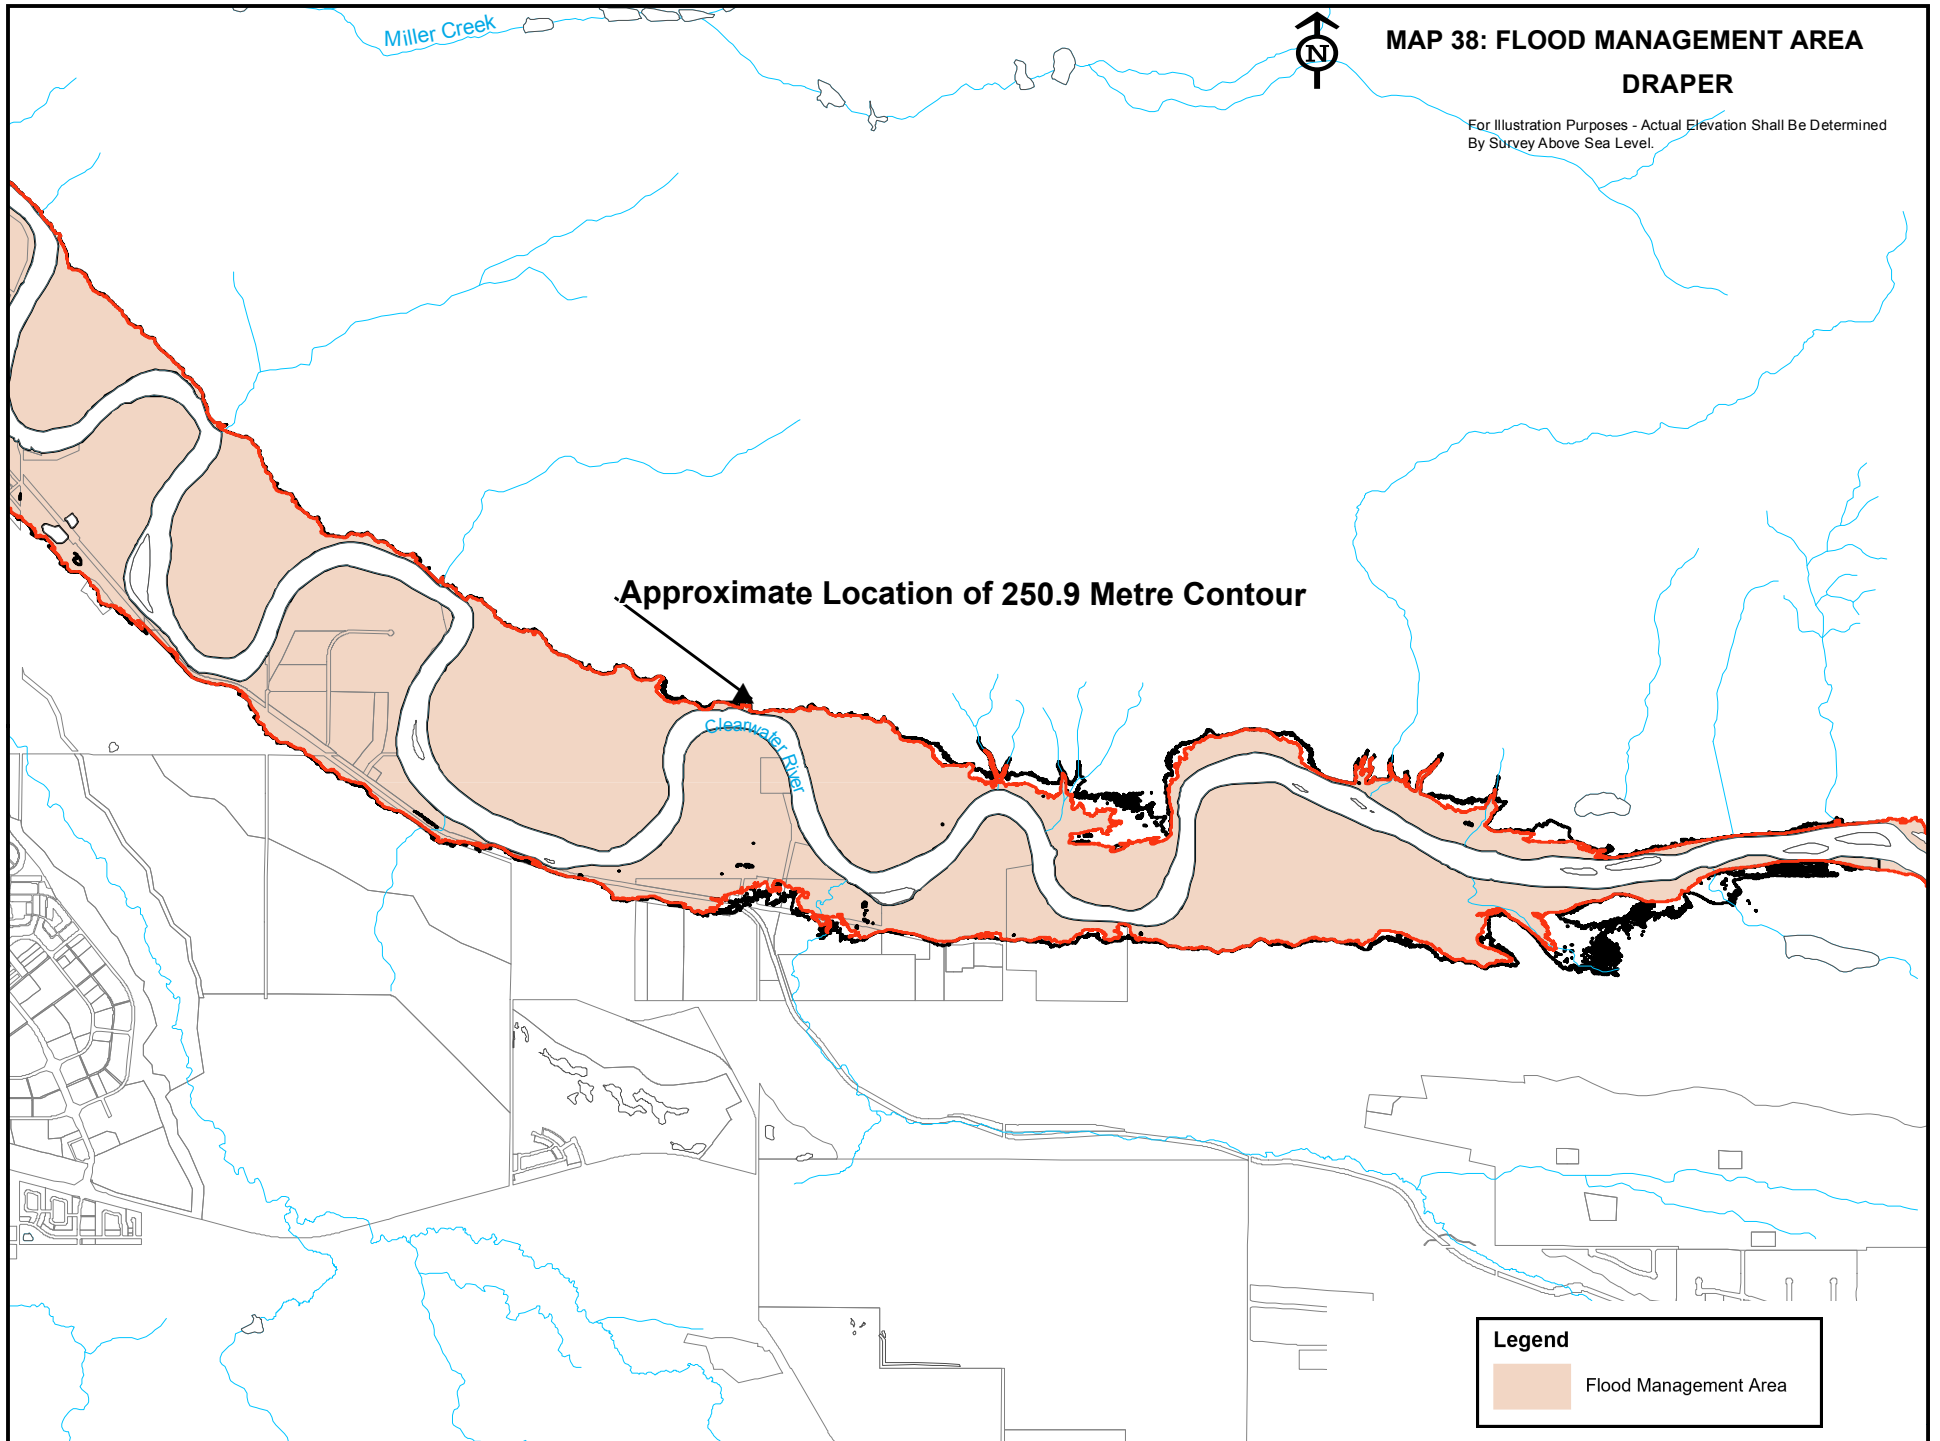 Miller Creek
N
MAP 38: FLOOD MANAGEMENT AREA
DRAPER
For Illustration Purposes - Actual Elevation Shall Be Determined
By Survey Above Sea Level.
Approximate Location of 250.9 Metre Contour
Clearwater River
Legend
Flood Management Area